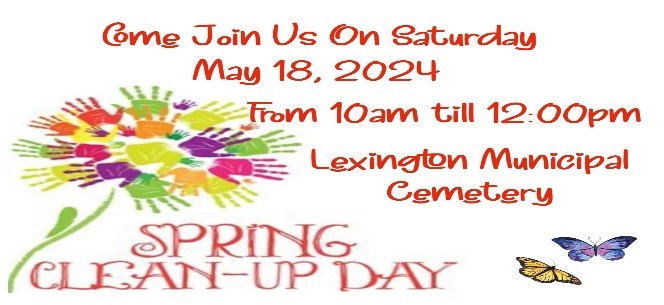 Come Join Us On Saturday
May 18, 2024
From 10am till 12:00pm
Lexington Municipal
Cemetery
SPRING
CLEAN-UP DAY